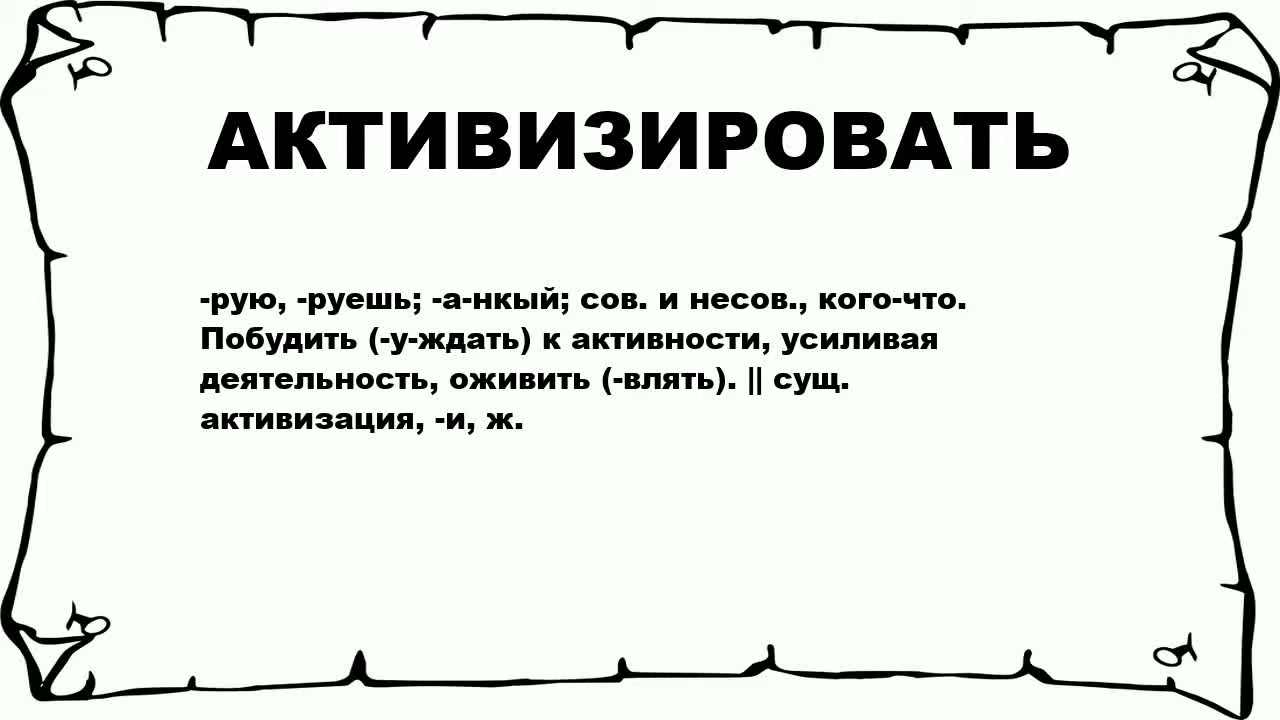 АКТИВИЗИРОВАТЬ
-рую, -руешь; -а-нкый; сов. и несов., кого-что.
Побудить (-у-ждать) к активности, усиливая
деятельность, оживить (-влять). || сущ.
активизация, -и, ж.